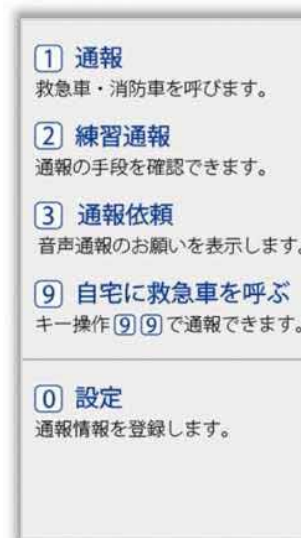 1 通報
救急車・消防車を呼びます。
2 練習通報
通報の手段を確認できます。
3 通報依頼
音声通報のお願いを表示します。
9 自宅に救急車を呼ぶ
キー操作99で通報できます。
0 設定
通報情報を登録します。